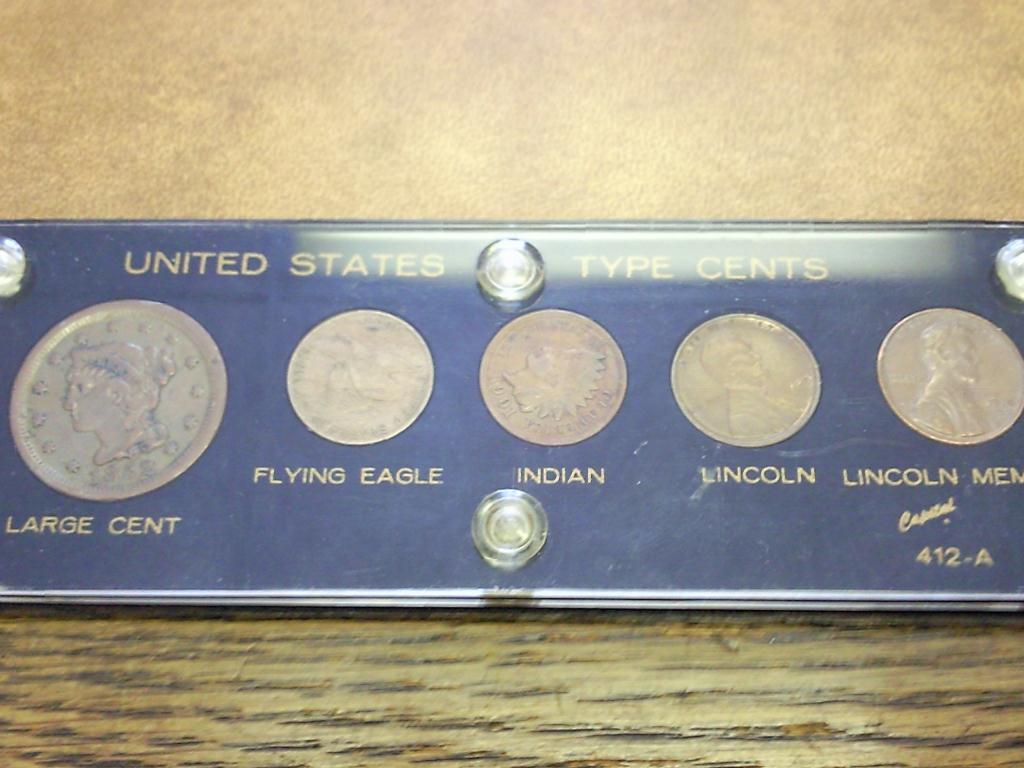 UNITED STATES TYPE CENTS
FLYING EAGLE INDIAN LINCOLN LINCOLN MEM
LARGE CENT
Capital
412-A